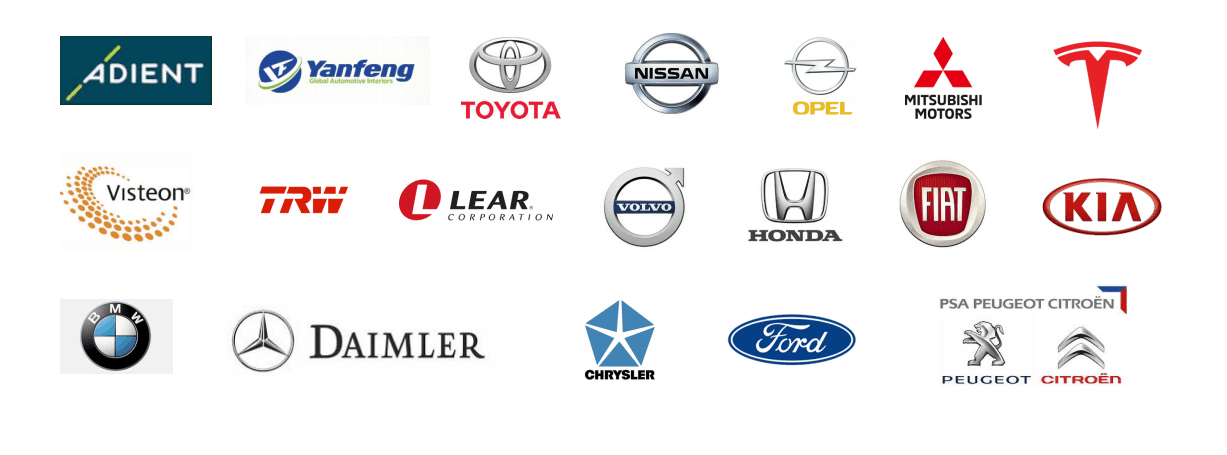 ADIENT
Yanfeng
Global Automotive Interiors
TOYOTA
NISSAN
OPEL
MITSUBISHI
MOTORS
Visteon®
TRW
LEAR®
CORPORATION
VOLVO
HONDA
FIAT
KIA
BMW
DAIMLER
CHRYSLER
Ford
PSA PEUGEOT CITROËN
PEUGEOT
CITROËN